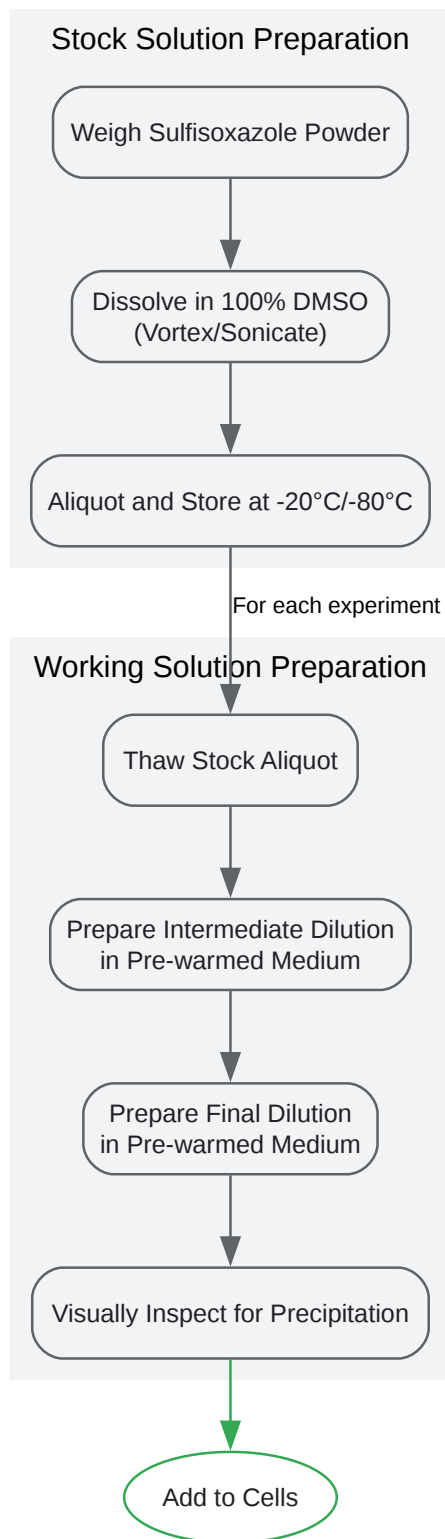 Stock Solution Preparation
Weigh Sulfisoxazole Powder
Dissolve in 100% DMSO
(Vortex/Sonicate)
Aliquot and Store at -20°C/-80°C
For each experiment
Working Solution Preparation
Thaw Stock Aliquot
Prepare Intermediate Dilution
in Pre-warmed Medium
Prepare Final Dilution
in Pre-warmed Medium
Visually Inspect for Precipitation
Add to Cells